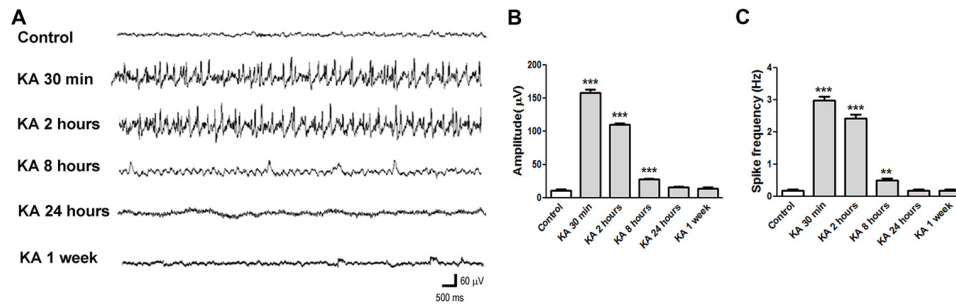 A
Control
KA 30 min
KA 2 hours
KA 8 hours
KA 24 hours
KA 1 week
60 μV
500 ms
B
Amplitude( μV)
200
150
100
50
0
***
***
***
Control
KA 30 min
KA 2 hours
KA 8 hours
KA 24 hours
KA 1 week
C
Spike frequency (Hz)
4
3
2
1
0
***
***
**
Control
KA 30 min
KA 2 hours
KA 8 hours
KA 24 hours
KA 1 week